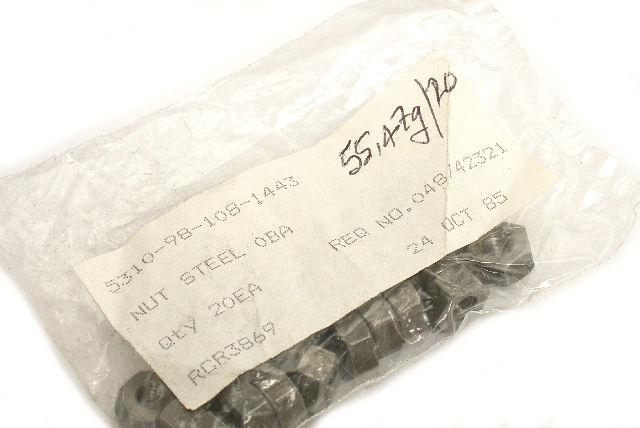 55,47g/20
5310-98-108-1443
NUT STEEL 0BA
REQ NO.048/42321
Qty 20EA
24 OCT 85
RCR3869